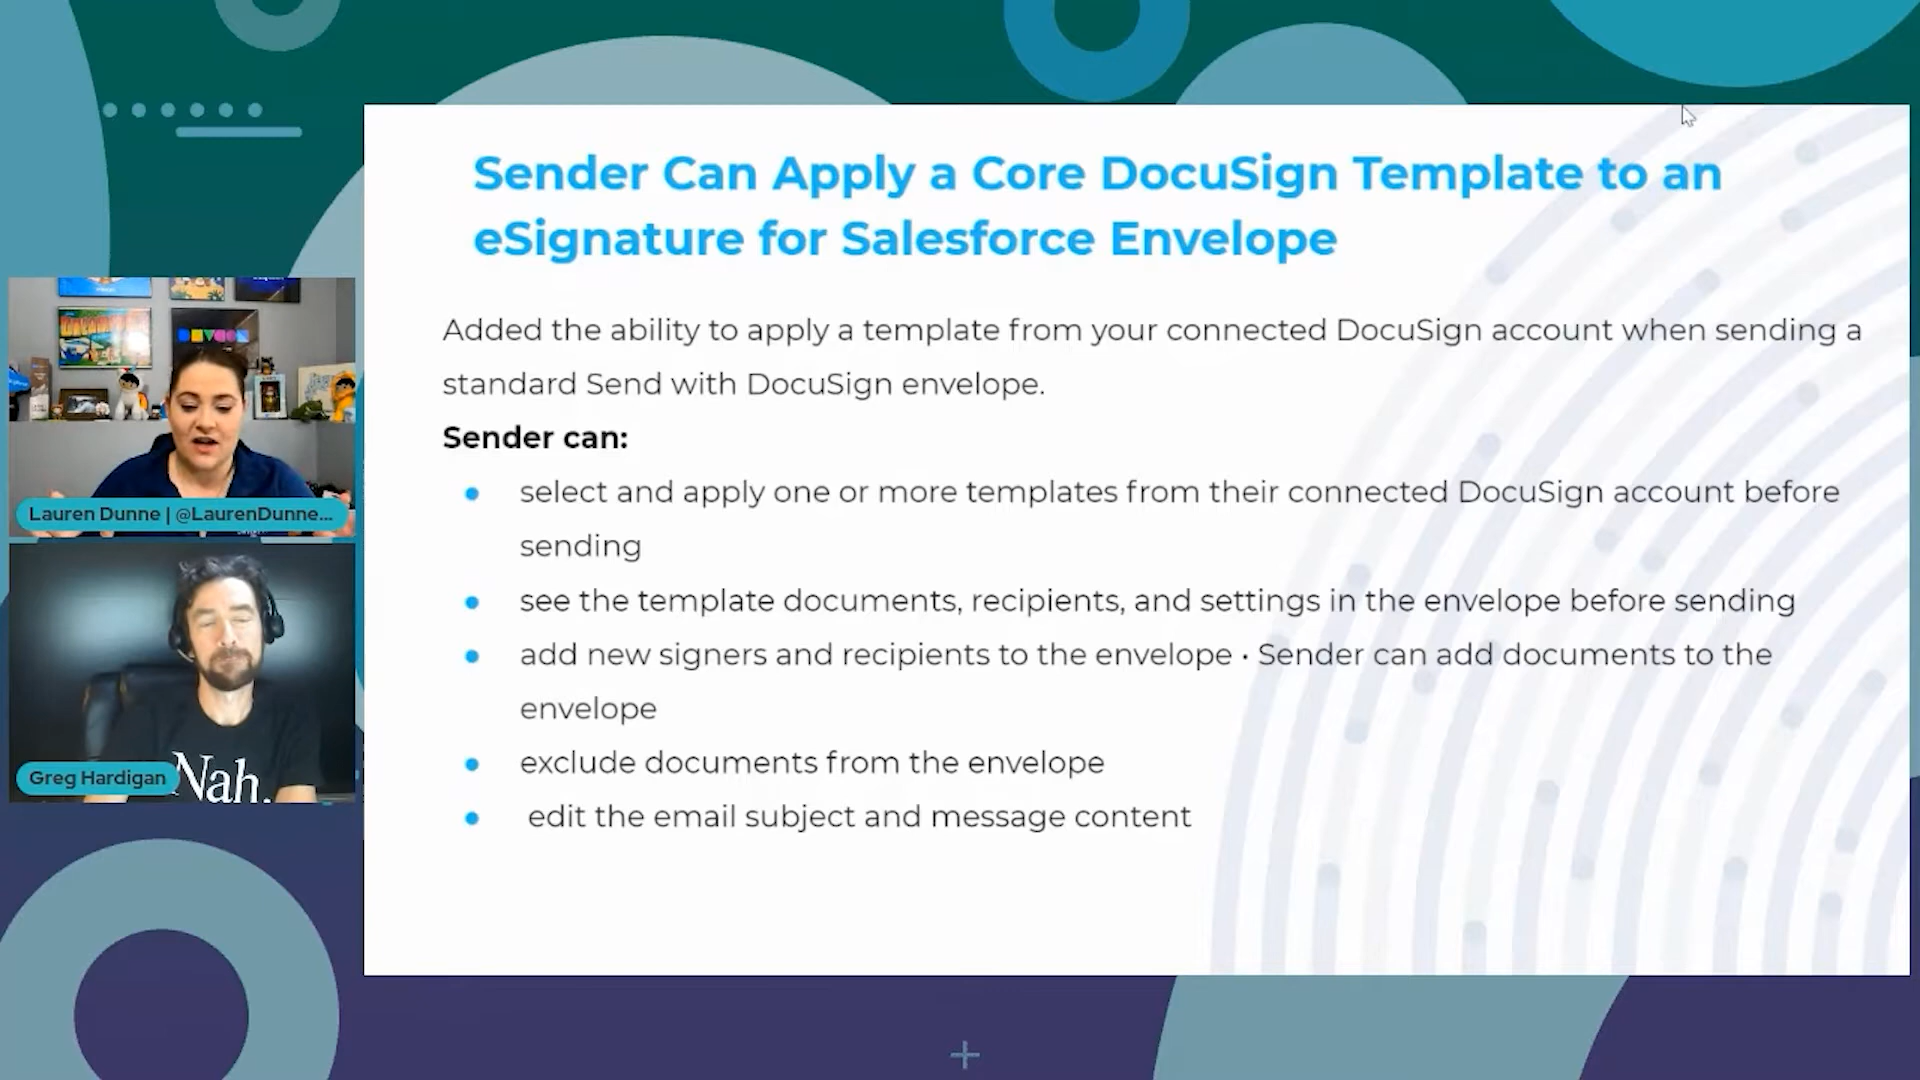 Sender Can Apply a Core DocuSign Template to an
eSignature for Salesforce Envelope
Added the ability to apply a template from your connected DocuSign account when sending a
standard Send with DocuSign envelope.
Sender can:
select and apply one or more templates from their connected DocuSign account before
sending
see the template documents, recipients, and settings in the envelope before sending
add new signers and recipients to the envelope • Sender can add documents to the
envelope
exclude documents from the envelope
edit the email subject and message content
DEVCON
Lauren Dunne | @LaurenDunne...
Nah.
Greg Hardigan